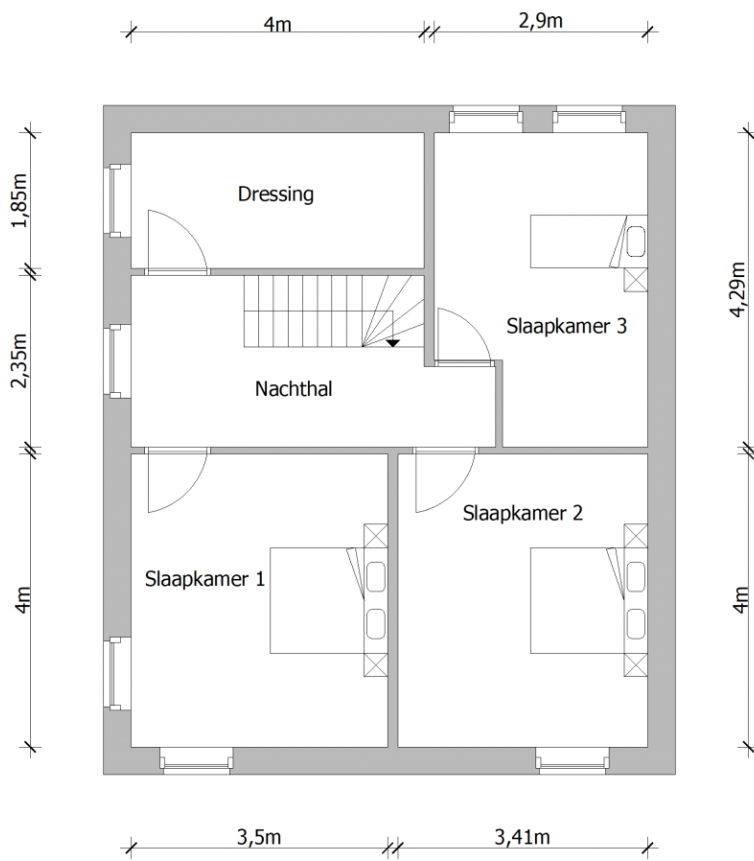 4m
2,9m
1,85m
Dressing
4,29m
2,35m
Slaapkamer 3
Nachthal
Slaapkamer 2
Slaapkamer 1
4m
4m
3,5m
3,41m